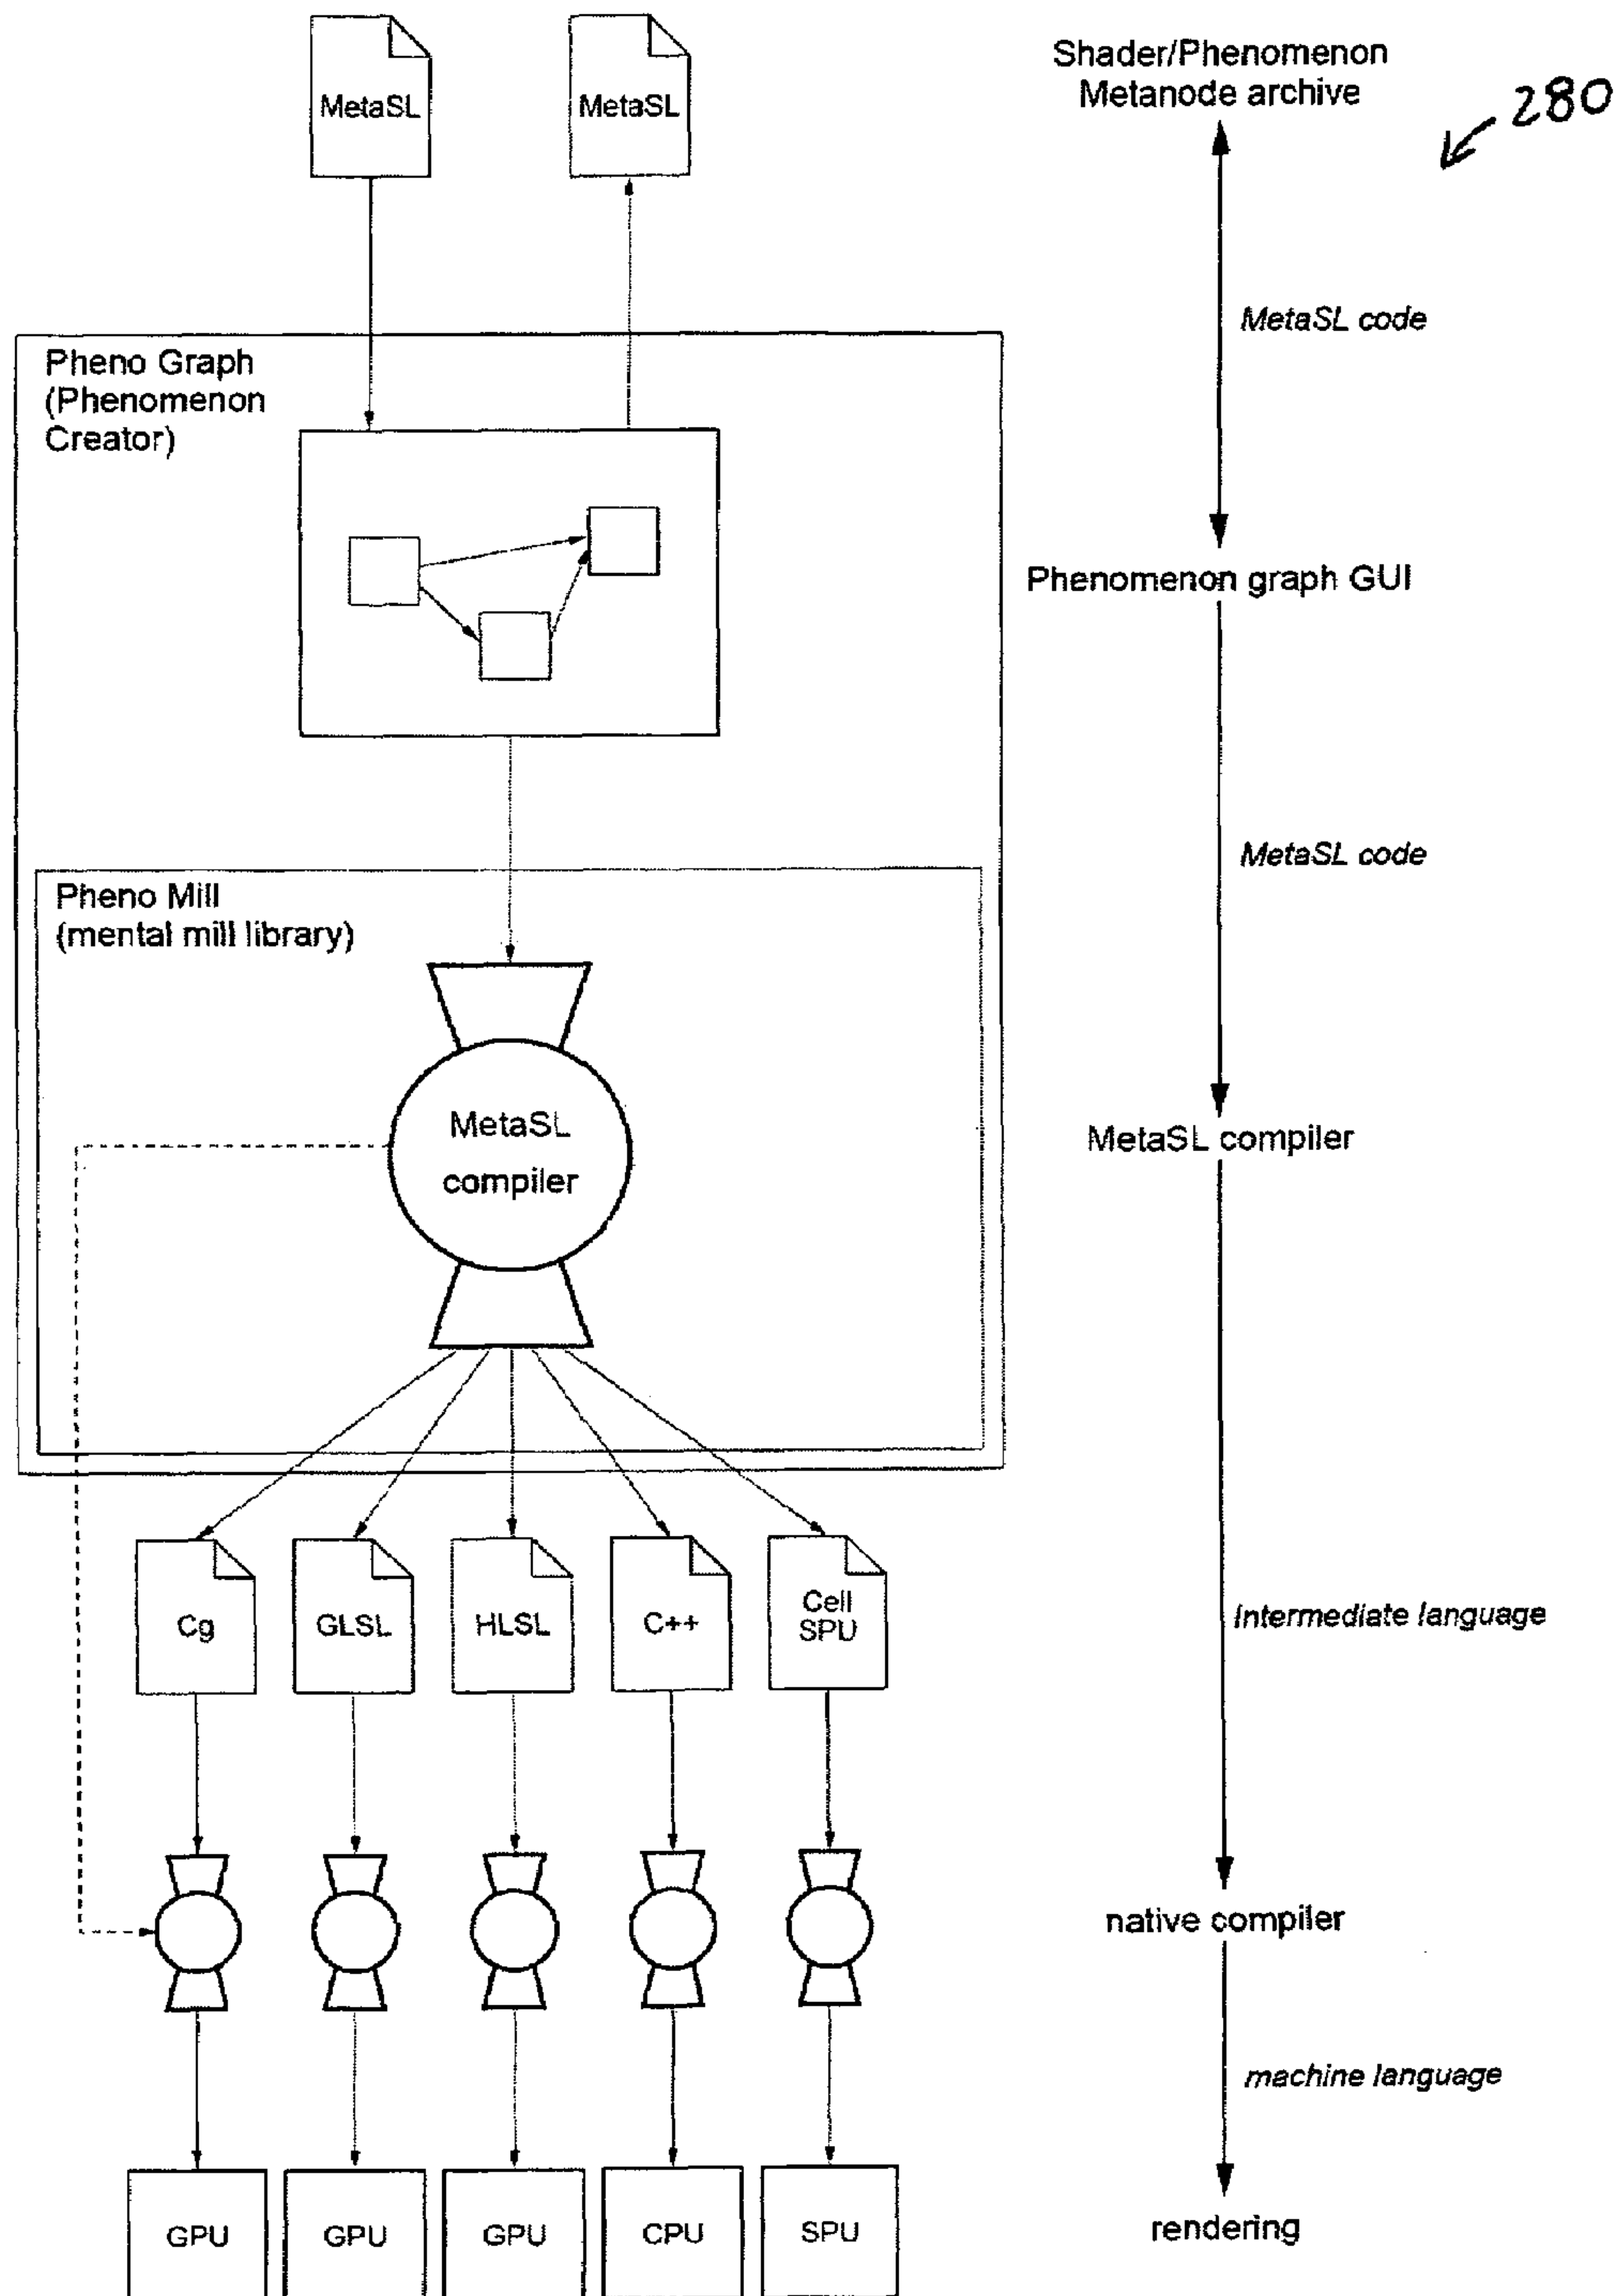 MetaSL
MetaSL
Shader/Phenomenon
Metanode archive
280
MetaSL code
Pheno Graph
(Phenomenon
Creator)
Phenomenon graph GUI
MetaSL code
Pheno Mill
(mental mill library)
MetaSL
compiler
MetaSL compiler
Cg
GLSL
HLSL
C++
Cell
SPU
Intermediate language
native compiler
machine language
GPU
GPU
GPU
CPU
SPU
rendering